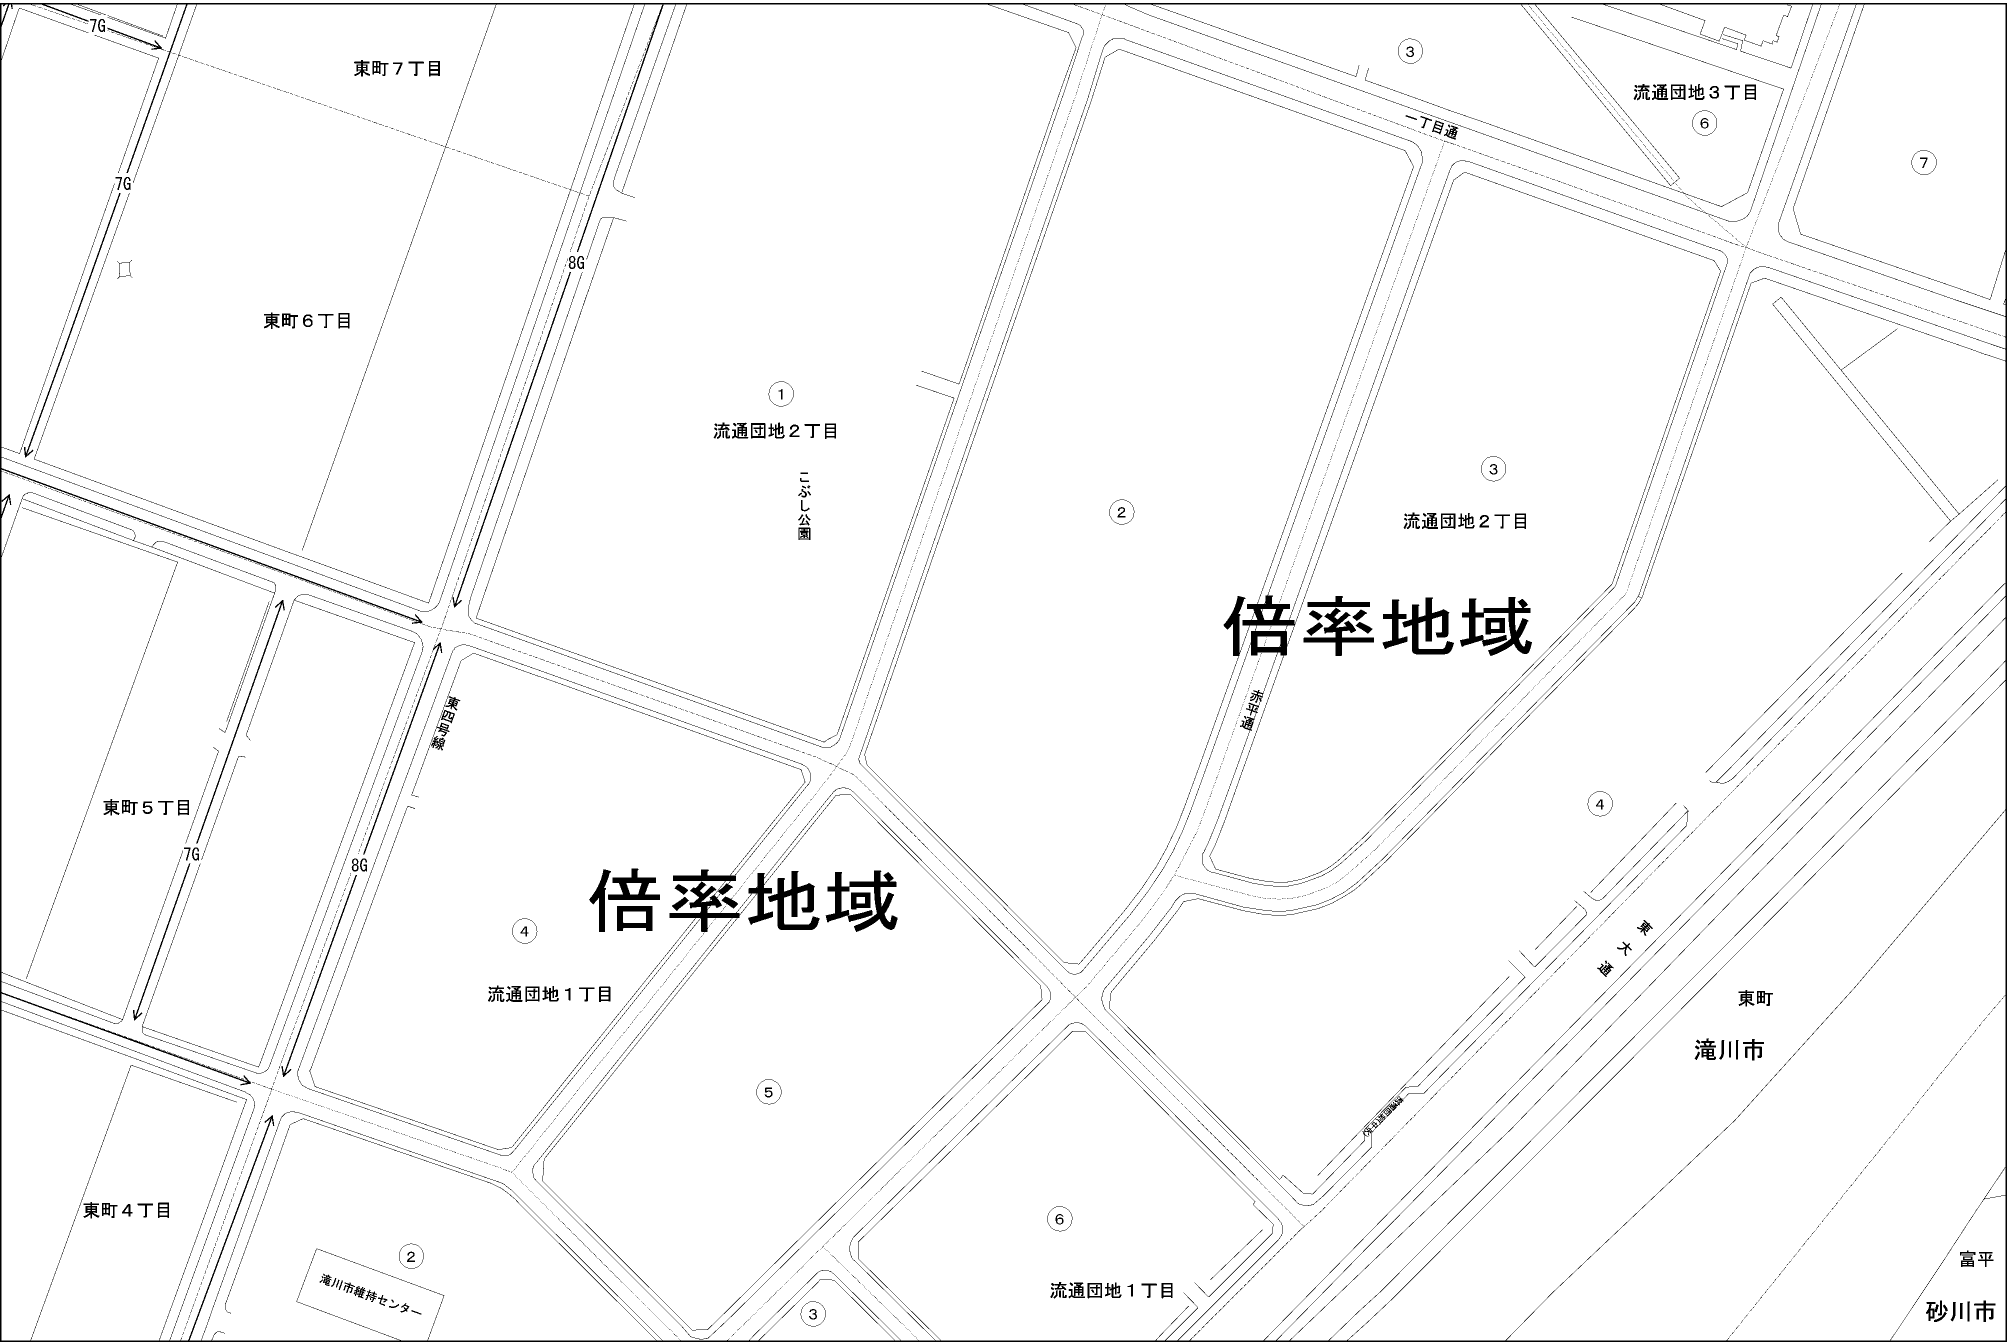 7G
東町７丁目
③
流通団地３丁目
⑥
一丁目通
⑦
7G
8G
東町６丁目
①
流通団地２丁目
こぶし公園
②
③
流通団地２丁目
倍率地域
赤平通
東四号線
東町５丁目
7G
8G
④
倍率地域
④
流通団地１丁目
東大通
東町
滝川市
⑤
東町４丁目
②
滝川市維持センター
⑥
流通団地１丁目
③
富平
砂川市